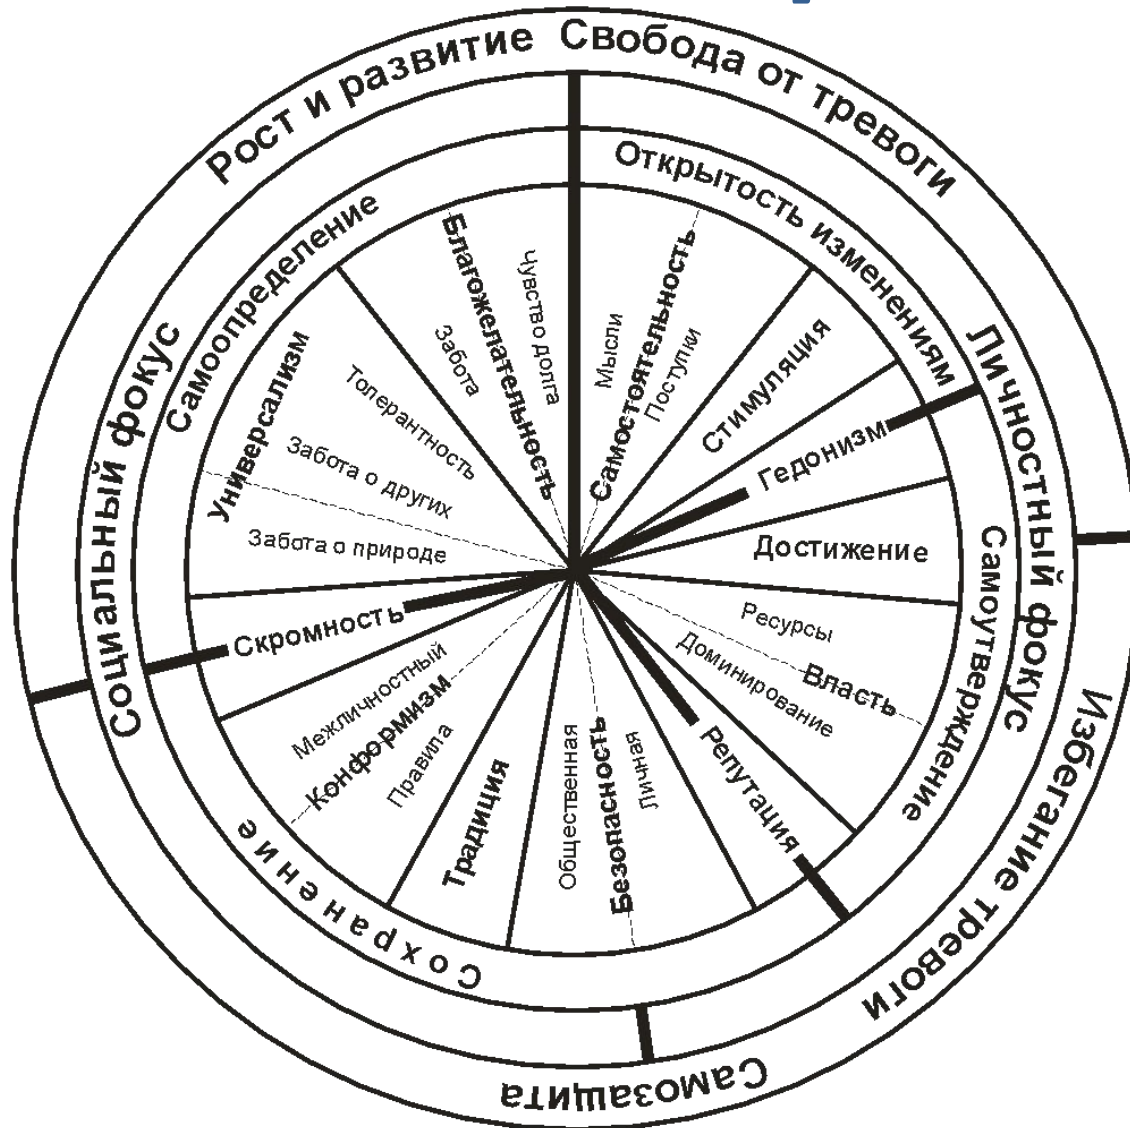 Рост и развитие
Свобода от тревоги
Открытость изменениям
Самоопределение
Социальный фокус
Личностный фокус
Благожелательность
Чувство долга
Забота
Мысли
Самостоятельность
Поступки
Стимуляция
Гедонизм
Достижение
Ресурсы
Власть
Доминирование
Самоутверждение
Репутация
Личная
Безопасность
Общественная
Традиция
Правила
Конформизм
Межличностный
Скромность
Забота о природе
Забота о других
Универсализм
Топерантность
Сохранение
Избегание тревоги
Самозащита